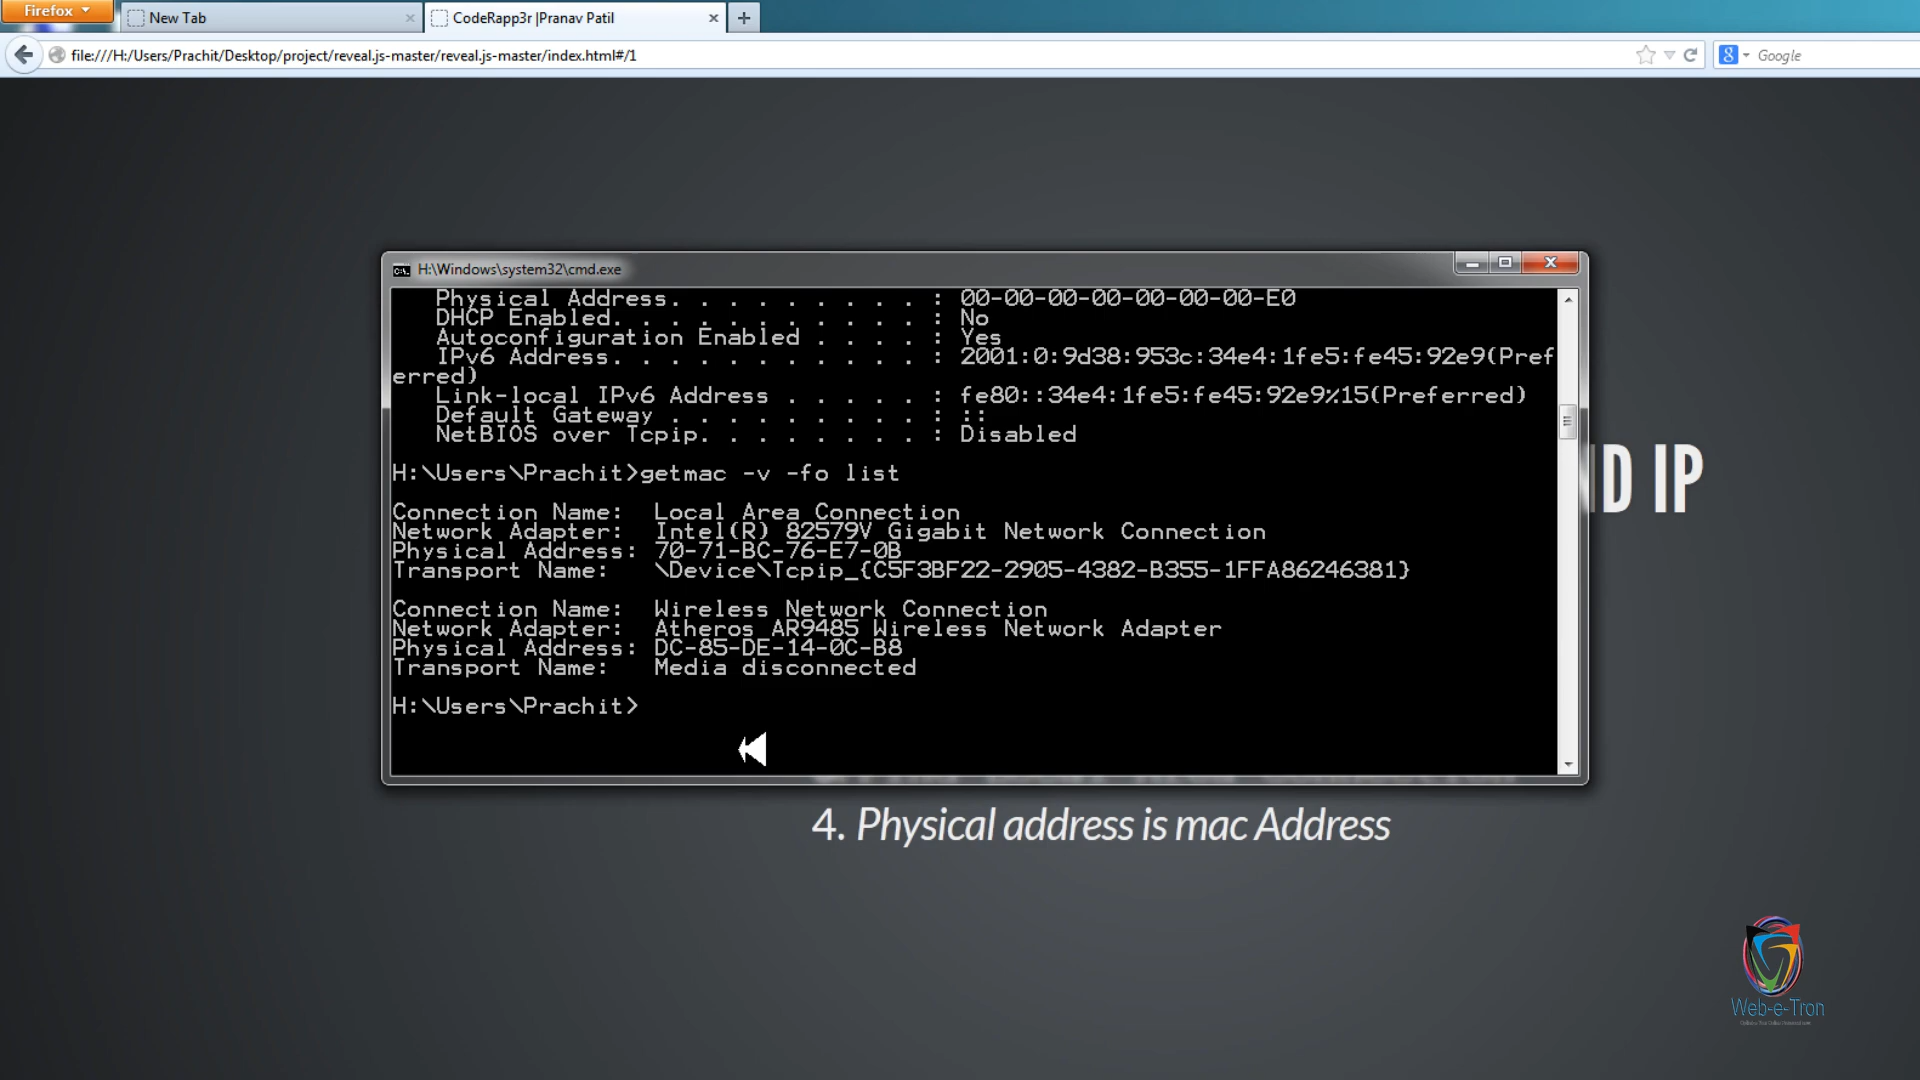 Firefox
New Tab
CodeRapp3r |Pranav Patil
file:///H:/Users/Prachit/Desktop/project/reveal.js-master/reveal.js-master/index.html#/1
8
Google
H:\Windows\system32\cmd.exe
Physical Address. . . . . . . . . : 00-00-00-00-00-00-00-E0
DHCP Enabled. . . . . . . . . . . : No
Autoconfiguration Enabled . . . . : Yes
IPv6 Address. . . . . . . . . . . : 2001:0:9d38:953c:34e4:1fe5:fe45:92e9(Pref
erred)
Link-local IPv6 Address . . . . . : fe80::34e4:1fe5:fe45:92e9%15(Preferred)
Default Gateway . . . . . . . . . : ::
NetBIOS over Tcpip. . . . . . . . : Disabled
H:\Users\Prachit>getmac -v -fo list
Connection Name: Local Area Connection
Network Adapter: Intel(R) 82579V Gigabit Network Connection
Physical Address: 70-71-BC-76-E7-0B
Transport Name: \Device\Tcpip_{C5F3BF22-2905-4382-B355-1FFA86246381}
Connection Name: Wireless Network Connection
Network Adapter: Atheros AR9485 Wireless Network Adapter
Physical Address: DC-85-DE-14-0C-B8
Transport Name: Media disconnected
H:\Users\Prachit>
IP
4. Physical address is mac Address
Web-e-Tron